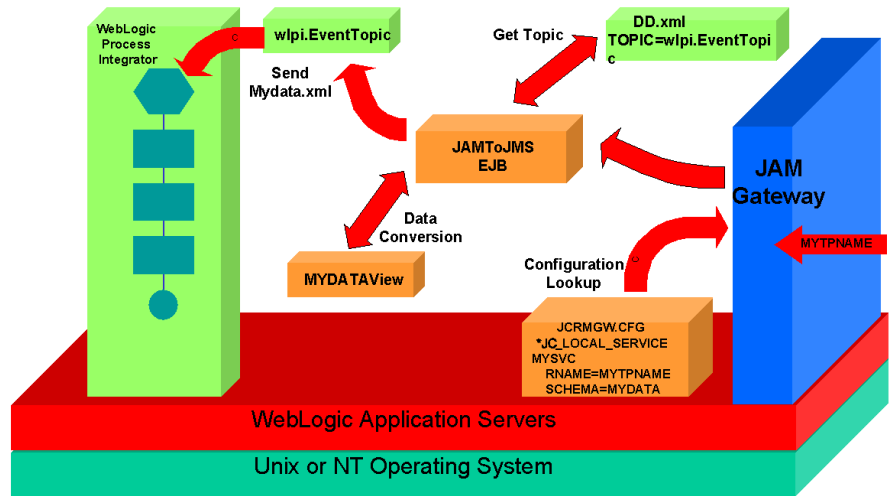 WebLogic
Process
Integrator
wlpi.EventTopic
Send
Mydata.xml
Get Topic
DD.xml
TOPIC=wlpi.EventTopi
c
JAMToJMS
EJB
JAM
Gateway
MYTPNAME
Data
Conversion
MYDATAView
Configuration
Lookup
JCRMGW.CFG
*JC_LOCAL_SERVICE
MYSVC
RNAME=MYTPNAME
SCHEMA=MYDATA
WebLogic Application Servers
Unix or NT Operating System